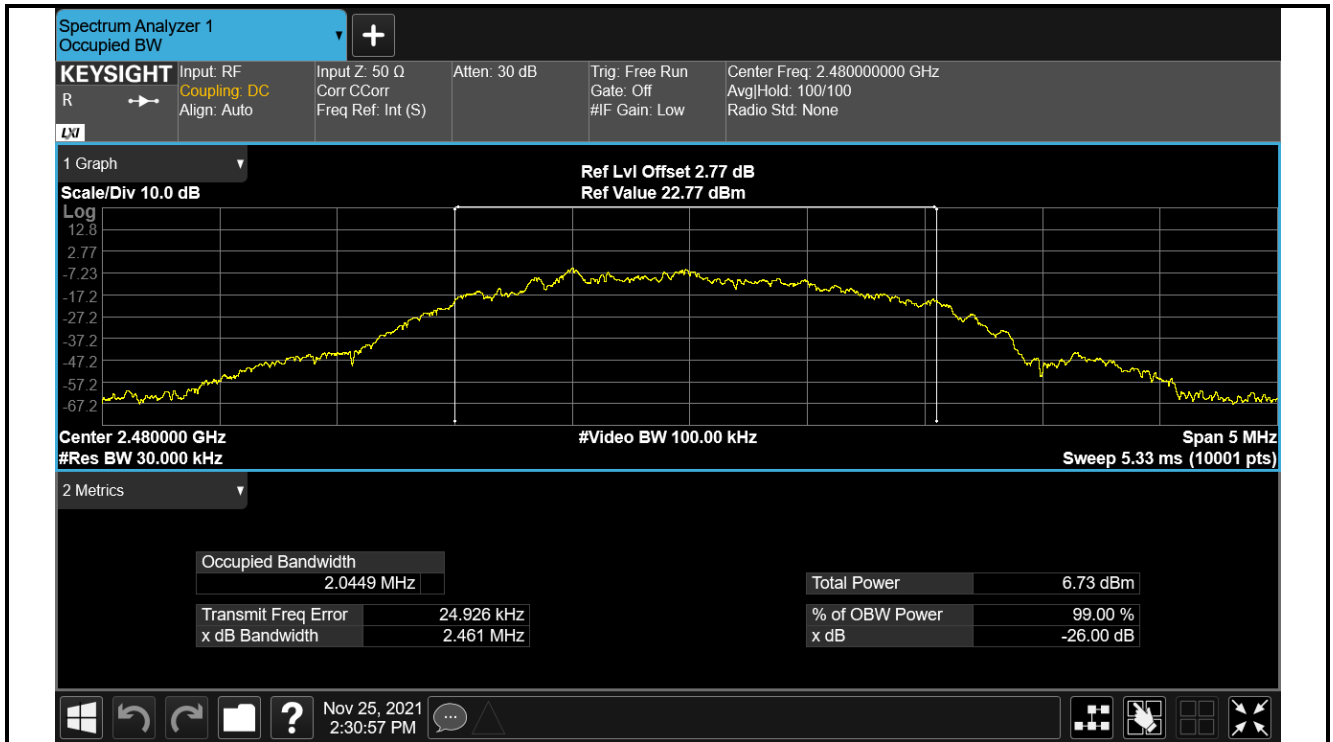 Spectrum Analyzer 1
Occupied BW
+
KEYSIGHT
R
LXI
Input: RF
Coupling: DC
Align: Auto
Input Z: 50 Ω
Corr CCorr
Freq Ref: Int (S)
Atten: 30 dB
Trig: Free Run
Gate: Off
#IF Gain: Low
Center Freq: 2.480000000 GHz
Avg|Hold: 100/100
Radio Std: None
1 Graph
Scale/Div 10.0 dB
Ref Lvl Offset 2.77 dB
Ref Value 22.77 dBm
Log
12.8
2.77
-7.23
-17.2
-27.2
-37.2
-47.2
-57.2
-67.2
Center 2.480000 GHz
#Video BW 100.00 kHz
Span 5 MHz
#Res BW 30.000 kHz
Sweep 5.33 ms (10001 pts)
2 Metrics
Occupied Bandwidth
2.0449 MHz
Total Power 6.73 dBm
Transmit Freq Error 24.926 kHz
% of OBW Power 99.00 %
x dB Bandwidth 2.461 MHz
x dB -26.00 dB
?
Nov 25, 2021
2:30:57 PM